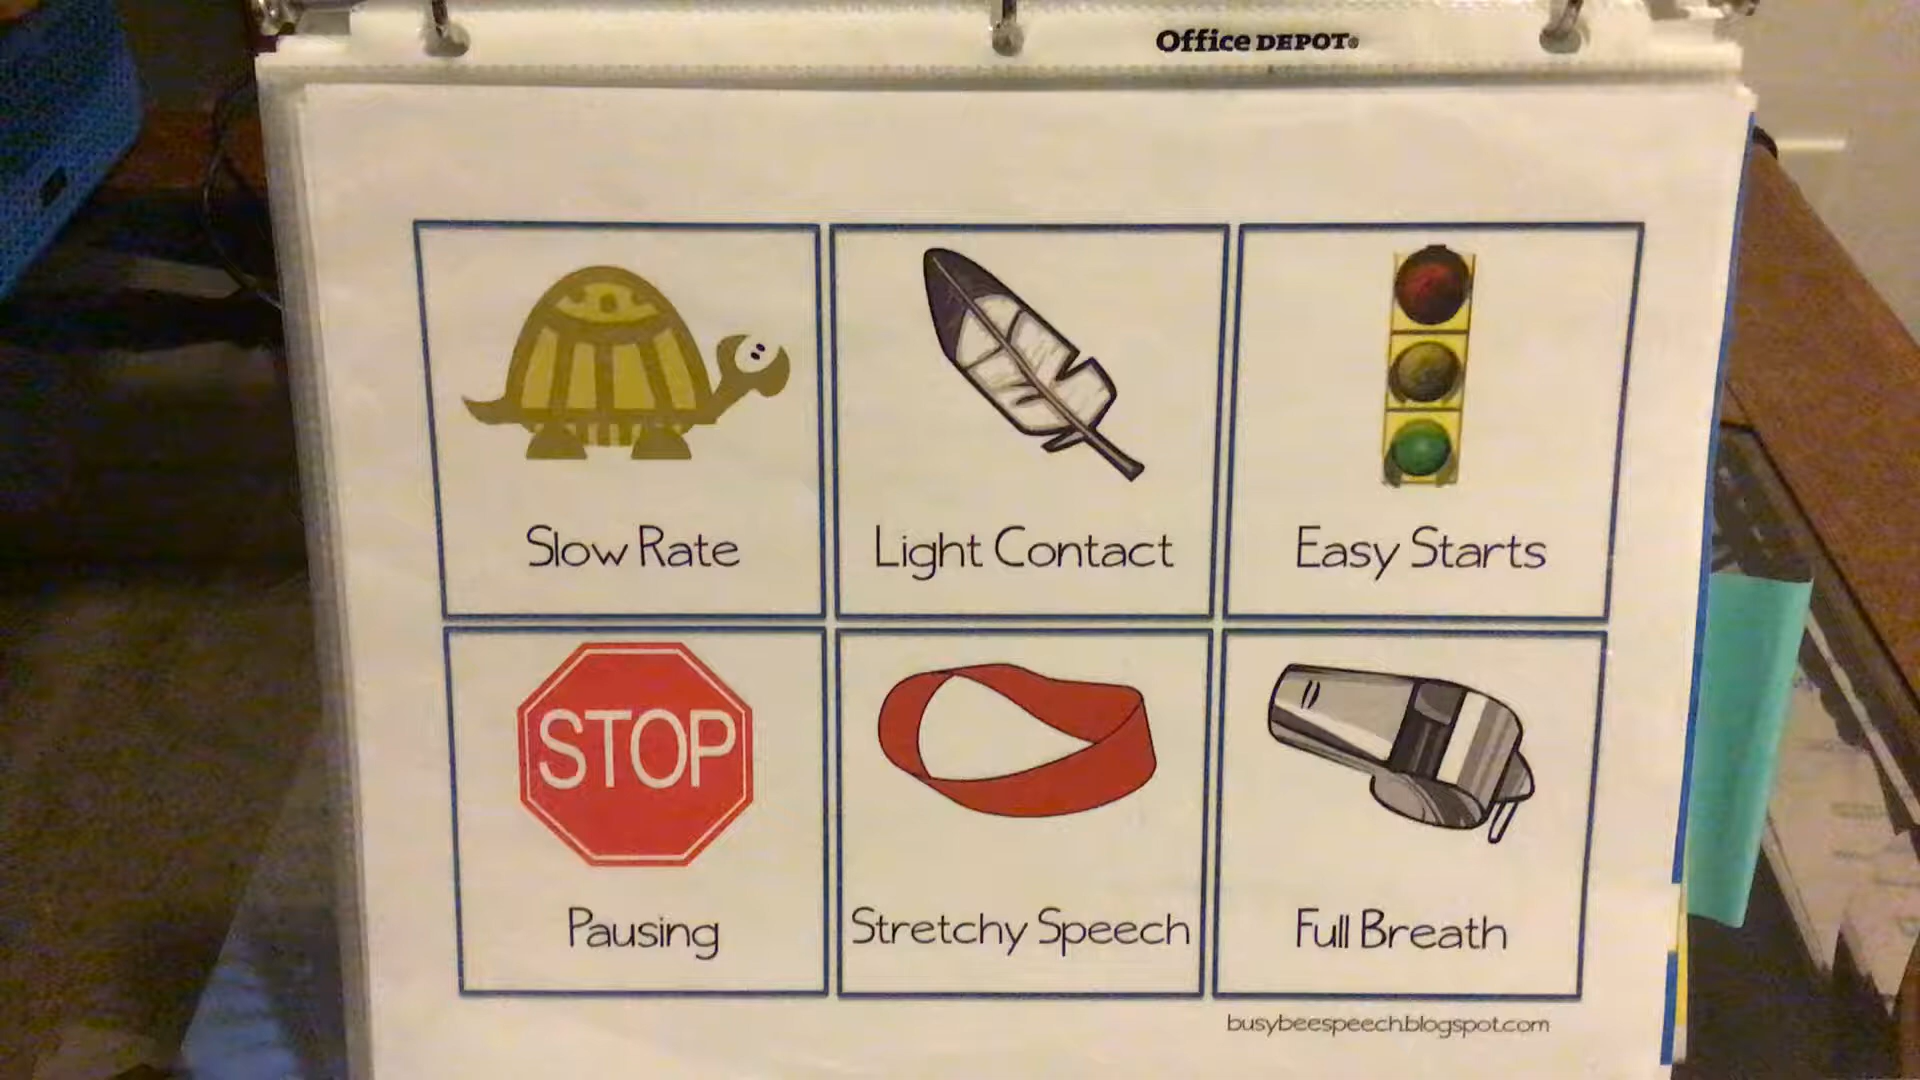 Office DEPOT®
Slow Rate
Light Contact
Easy Starts
STOP
Pausing
Stretchy Speech
Full Breath
busybeespeech.blogspot.com